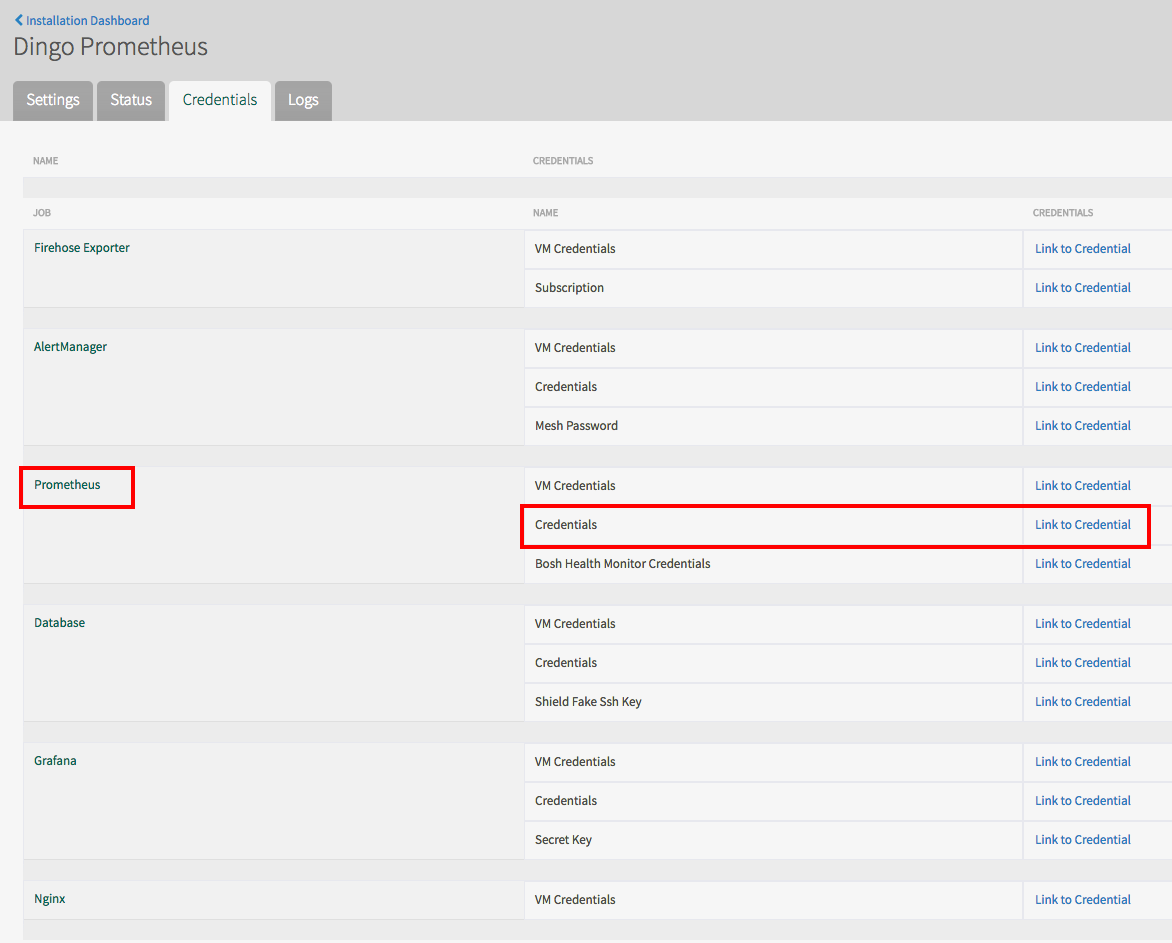 Installation Dashboard
Dingo Prometheus
Settings Status Credentials Logs
NAME CREDENTIALS
JOB NAME CREDENTIALS
Firehose Exporter VM Credentials Link to Credential
Subscription Link to Credential
AlertManager VM Credentials Link to Credential
Credentials Link to Credential
Mesh Password Link to Credential
Prometheus VM Credentials Link to Credential
Credentials Link to Credential
Bosh Health Monitor Credentials Link to Credential
Database VM Credentials Link to Credential
Credentials Link to Credential
Shield Fake Ssh Key Link to Credential
Grafana VM Credentials Link to Credential
Credentials Link to Credential
Secret Key Link to Credential
Nginx VM Credentials Link to Credential